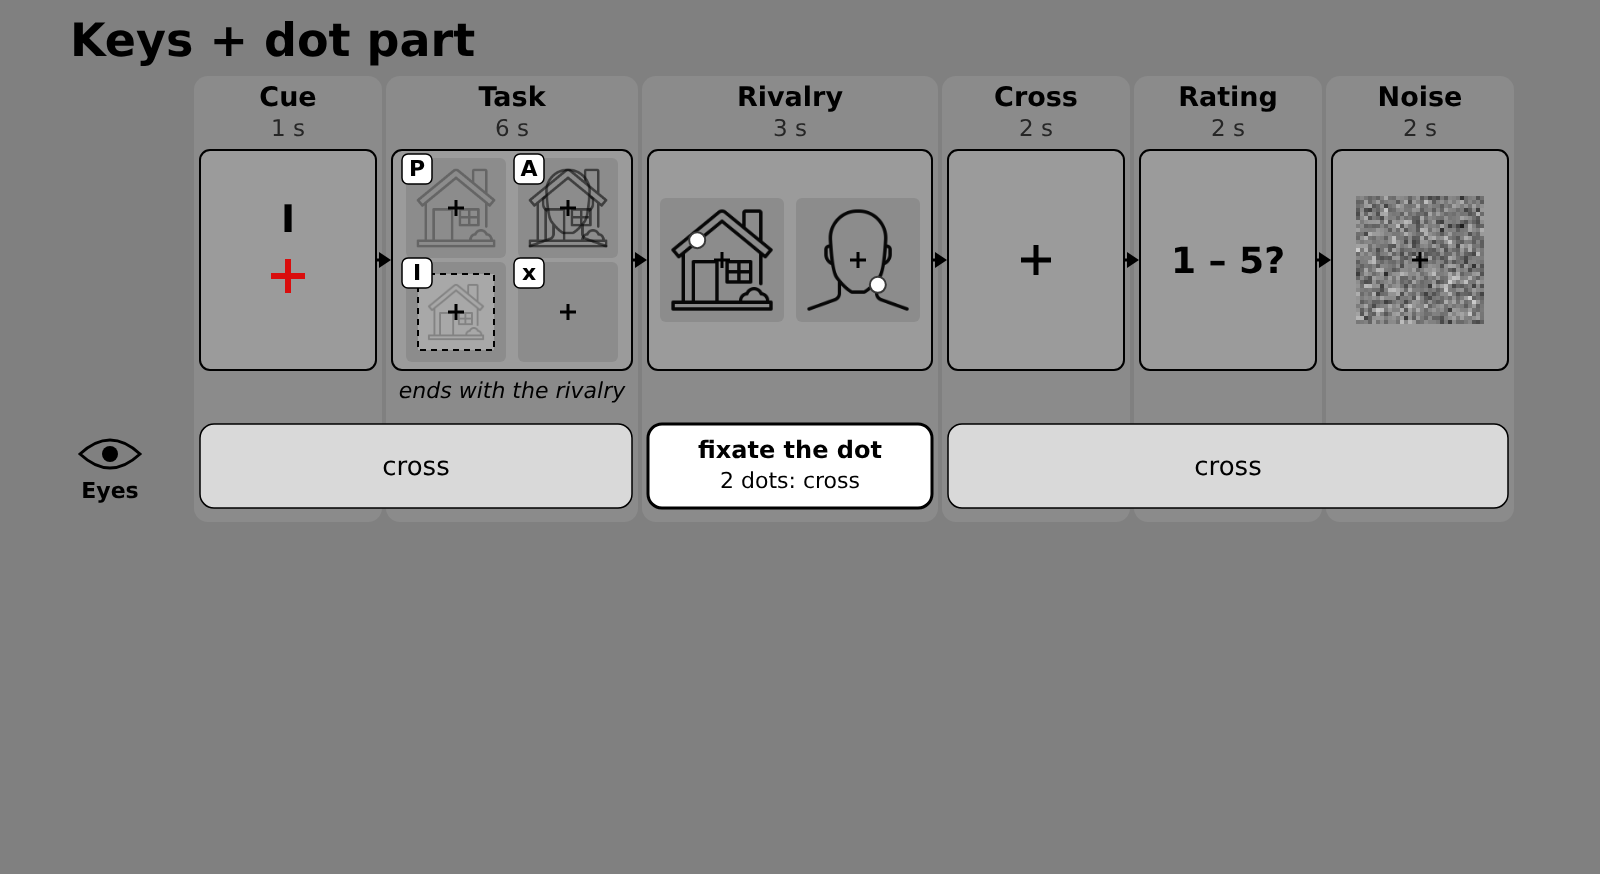 Keys + dot part
Cue
1 s
Task
6 s
Rivalry
3 s
Cross
2 s
Rating
2 s
Noise
2 s
I
+
P
+
A
+
I
+
x
+
+
+
+
1 – 5?
+
ends with the rivalry
Eyes
cross
fixate the dot
2 dots: cross
cross